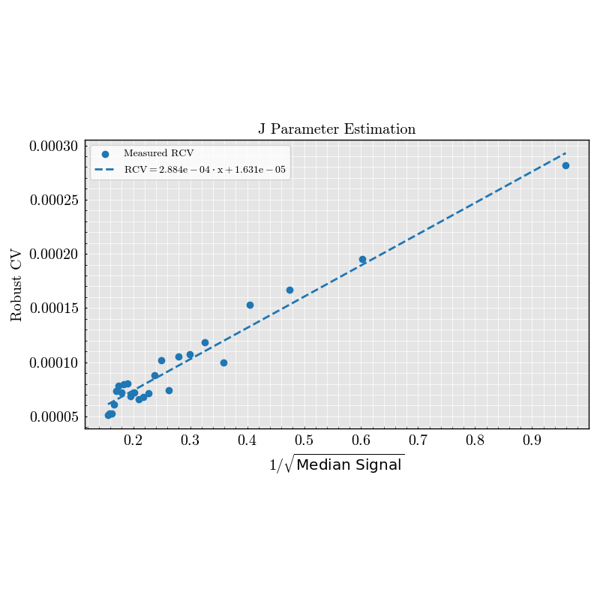 J Parameter Estimation
0.00030
0.00025
0.00020
0.00015
0.00010
0.00005
Robust CV
Measured RCV
RCV = 2.884e − 04 · x + 1.631e − 05
0.2 0.3 0.4 0.5 0.6 0.7 0.8 0.9
1/√Median Signal